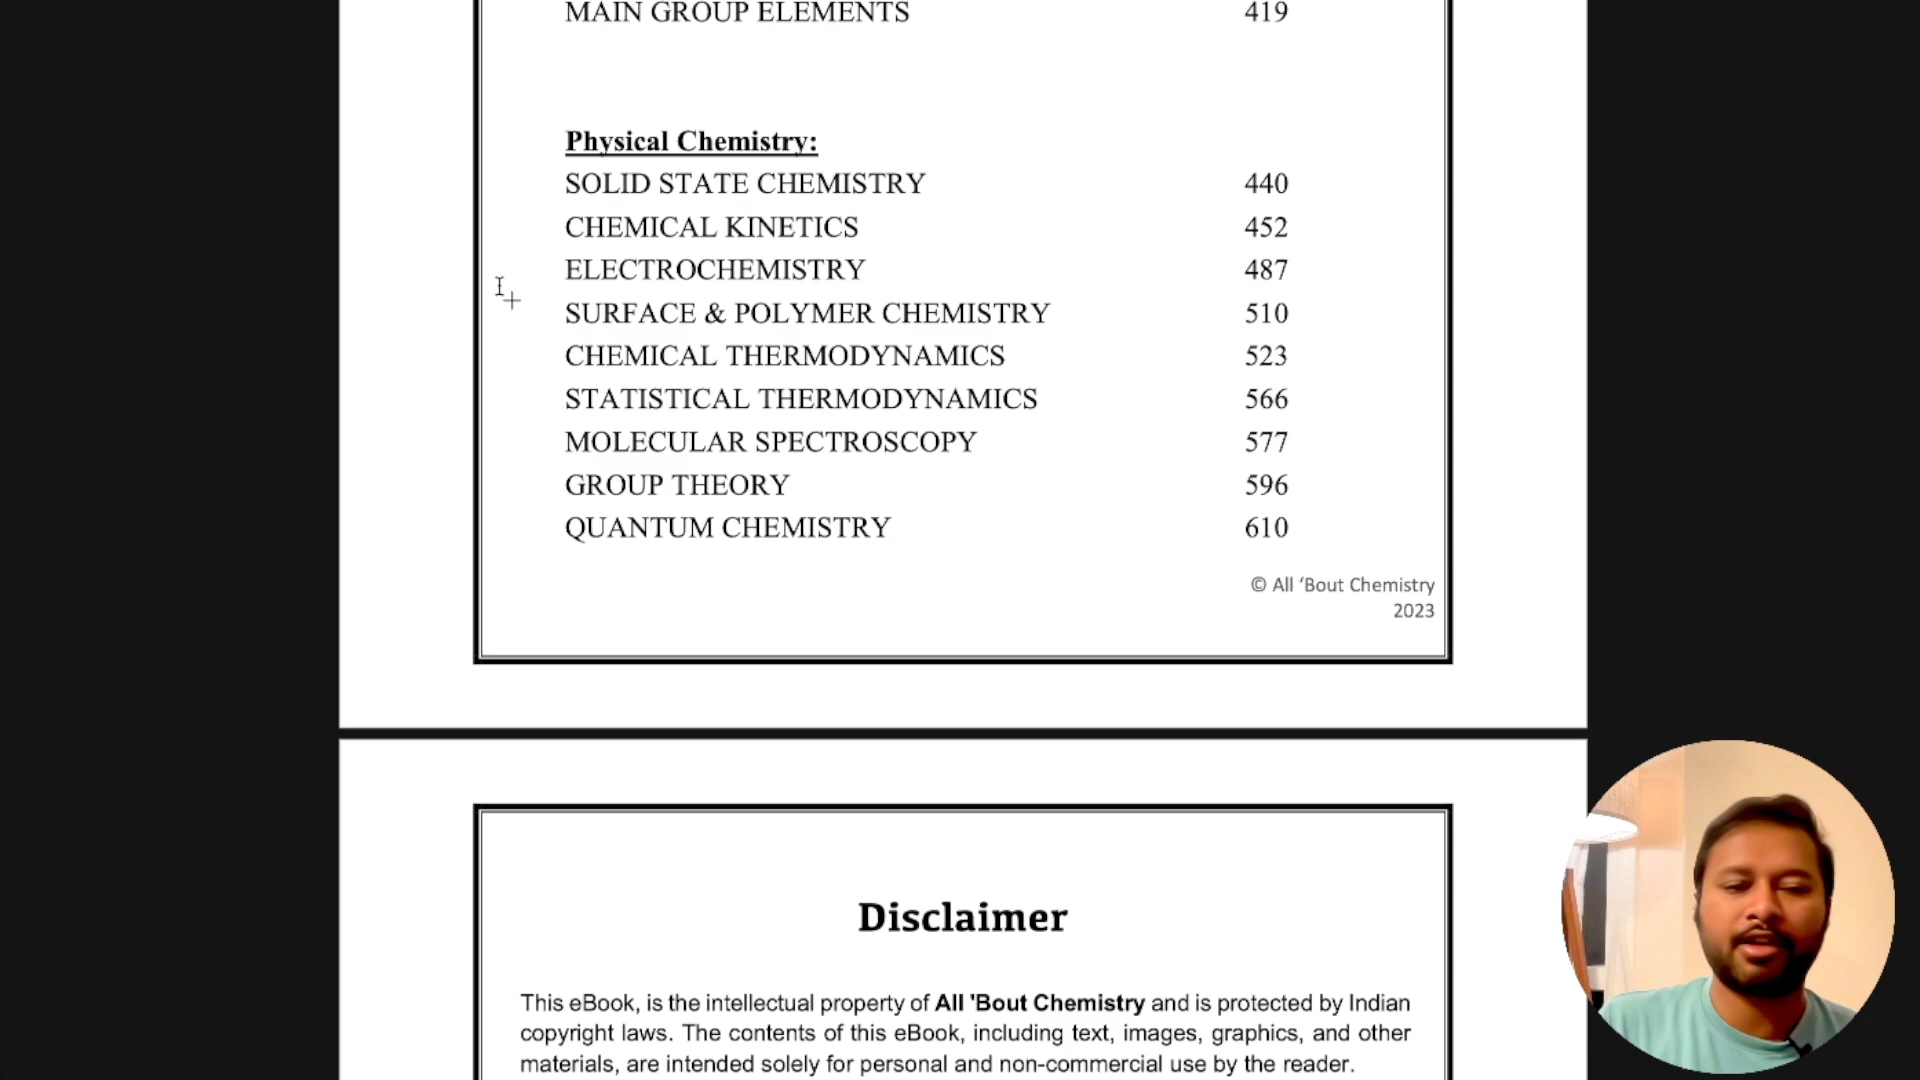 MAIN GROUP ELEMENTS 419
Physical Chemistry:
SOLID STATE CHEMISTRY 440
CHEMICAL KINETICS 452
ELECTROCHEMISTRY 487
SURFACE & POLYMER CHEMISTRY 510
CHEMICAL THERMODYNAMICS 523
STATISTICAL THERMODYNAMICS 566
MOLECULAR SPECTROSCOPY 577
GROUP THEORY 596
QUANTUM CHEMISTRY 610
© All ‘Bout Chemistry
2023
Disclaimer
This eBook, is the intellectual property of All 'Bout Chemistry and is protected by Indian
copyright laws. The contents of this eBook, including text, images, graphics, and other
materials, are intended solely for personal and non-commercial use by the reader.